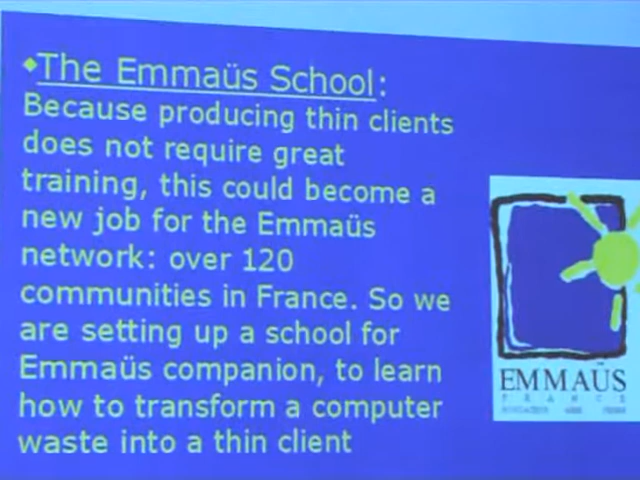 The Emmaüs School:
Because producing thin clients
does not require great
training, this could become a
new job for the Emmaüs
network: over 120
communities in France. So we
are setting up a school for
Emmaüs companion, to learn
how to transform a computer
waste into a thin client
EMMAÜS
FRANCE